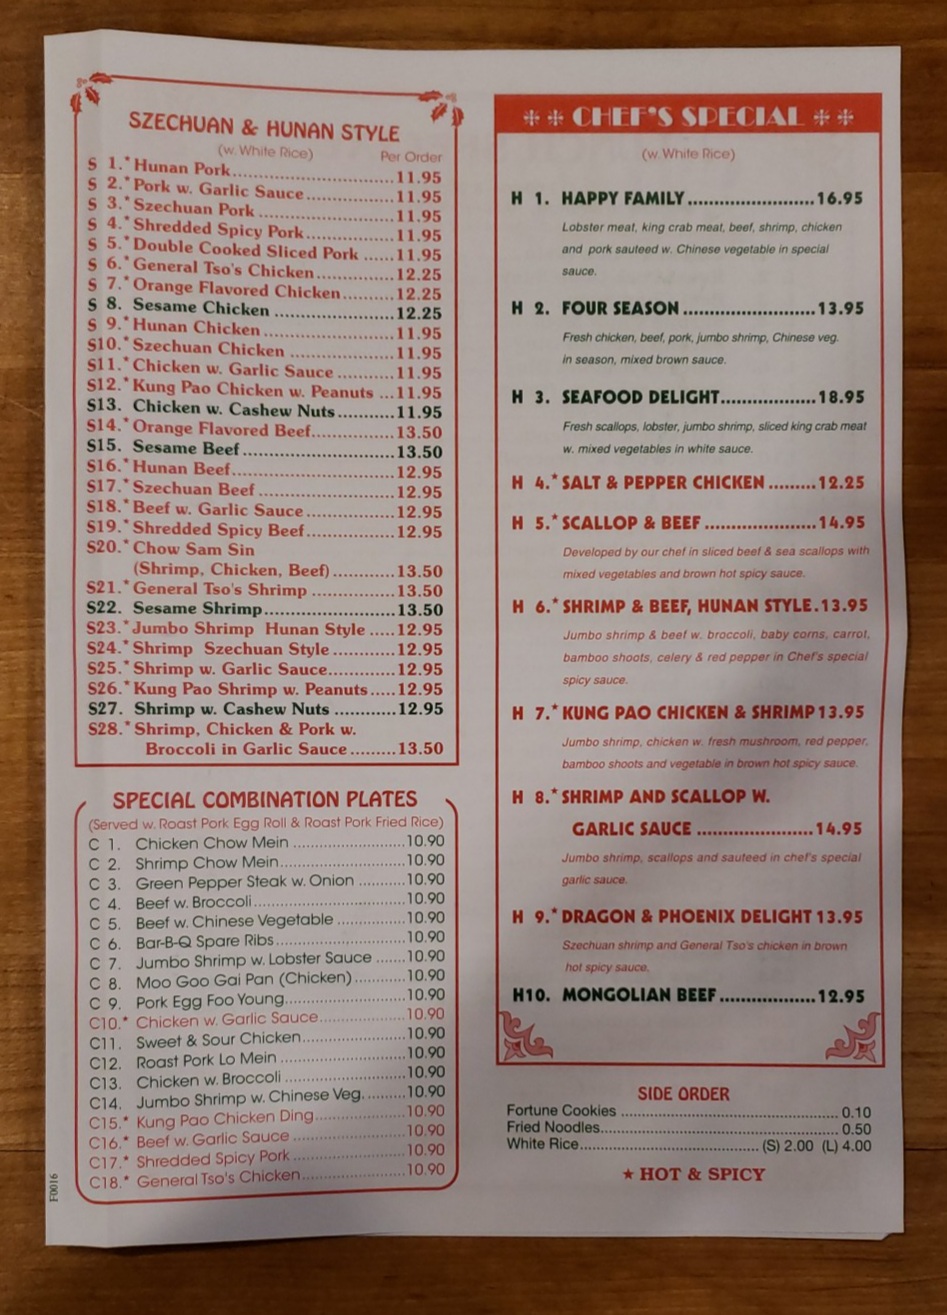 SZECHUAN & HUNAN STYLE
(w. White Rice) Per Order
S 1.* Hunan Pork..............................11.95
S 2.* Pork w. Garlic Sauce................11.95
S 3.* Szechuan Pork.........................11.95
S 4.* Shredded Spicy Pork................11.95
S 5.* Double Cooked Sliced Pork ......11.95
S 6.* General Tso's Chicken..............12.25
S 7.* Orange Flavored Chicken.........12.25
S 8. Sesame Chicken ......................12.25
S 9.* Hunan Chicken ........................11.95
S10.* Szechuan Chicken ...................11.95
S11.* Chicken w. Garlic Sauce ...........11.95
S12.* Kung Pao Chicken w. Peanuts ...11.95
S13. Chicken w. Cashew Nuts..........11.95
S14.* Orange Flavored Beef...............13.50
S15. Sesame Beef...........................13.50
S16.* Hunan Beef.............................12.95
S17.* Szechuan Beef ........................12.95
S18.* Beef w. Garlic Sauce ................12.95
S19.* Shredded Spicy Beef................12.95
S20.* Chow Sam Sin
(Shrimp, Chicken, Beef) ...........13.50
S21.* General Tso's Shrimp ...............13.50
S22. Sesame Shrimp.......................13.50
S23.* Jumbo Shrimp Hunan Style .....12.95
S24.* Shrimp Szechuan Style ...........12.95
S25.* Shrimp w. Garlic Sauce............12.95
S26.* Kung Pao Shrimp w. Peanuts.....12.95
S27. Shrimp w. Cashew Nuts ...........12.95
S28.* Shrimp, Chicken & Pork w.
Broccoli in Garlic Sauce .........13.50
SPECIAL COMBINATION PLATES
(Served w. Roast Pork Egg Roll & Roast Pork Fried Rice)
C 1. Chicken Chow Mein .......................10.90
C 2. Shrimp Chow Mein..........................10.90
C 3. Green Pepper Steak w. Onion ..........10.90
C 4. Beef w. Broccoli................................10.90
C 5. Beef w. Chinese Vegetable ...............10.90
C 6. Bar-B-Q Spare Ribs...........................10.90
C 7. Jumbo Shrimp w. Lobster Sauce ......10.90
C 8. Moo Goo Gai Pan (Chicken)...........10.90
C 9. Pork Egg Foo Young.........................10.90
C10.* Chicken w. Garlic Sauce..................10.90
C11. Sweet & Sour Chicken......................10.90
C12. Roast Pork Lo Mein ..........................10.90
C13. Chicken w. Broccoli .........................10.90
C14. Jumbo Shrimp w. Chinese Veg. ........10.90
C15.* Kung Pao Chicken Ding...................10.90
C16.* Beef w. Garlic Sauce ........................10.90
C17.* Shredded Spicy Pork ........................10.90
C18.* General Tso's Chicken......................10.90
F0016
❊ ❊ CHEF'S SPECIAL ❊ ❊
(w. White Rice)
H 1. HAPPY FAMILY........................16.95
Lobster meat, king crab meat, beef, shrimp, chicken
and pork sauteed w. Chinese vegetable in special
sauce.
H 2. FOUR SEASON .........................13.95
Fresh chicken, beef, pork, jumbo shrimp, Chinese veg.
in season, mixed brown sauce.
H 3. SEAFOOD DELIGHT..................18.95
Fresh scallops, lobster, jumbo shrimp, sliced king crab meat
w. mixed vegetables in white sauce.
H 4.* SALT & PEPPER CHICKEN .........12.25
H 5.* SCALLOP & BEEF .....................14.95
Developed by our chef in sliced beef & sea scallops with
mixed vegetables and brown hot spicy sauce.
H 6.* SHRIMP & BEEF, HUNAN STYLE.13.95
Jumbo shrimp & beef w. broccoli, baby corns, carrot,
bamboo shoots, celery & red pepper in Chef's special
spicy sauce.
H 7.* KUNG PAO CHICKEN & SHRIMP 13.95
Jumbo shrimp, chicken w. fresh mushroom, red pepper,
bamboo shoots and vegetable in brown hot spicy sauce.
H 8.* SHRIMP AND SCALLOP W.
GARLIC SAUCE ......................14.95
Jumbo shrimp, scallops and sauteed in chef's special
garlic sauce.
H 9.* DRAGON & PHOENIX DELIGHT 13.95
Szechuan shrimp and General Tso's chicken in brown
hot spicy sauce.
H10. MONGOLIAN BEEF..................12.95
SIDE ORDER
Fortune Cookies ............................................ 0.10
Fried Noodles................................................ 0.50
White Rice.................................... (S) 2.00 (L) 4.00
★ HOT & SPICY